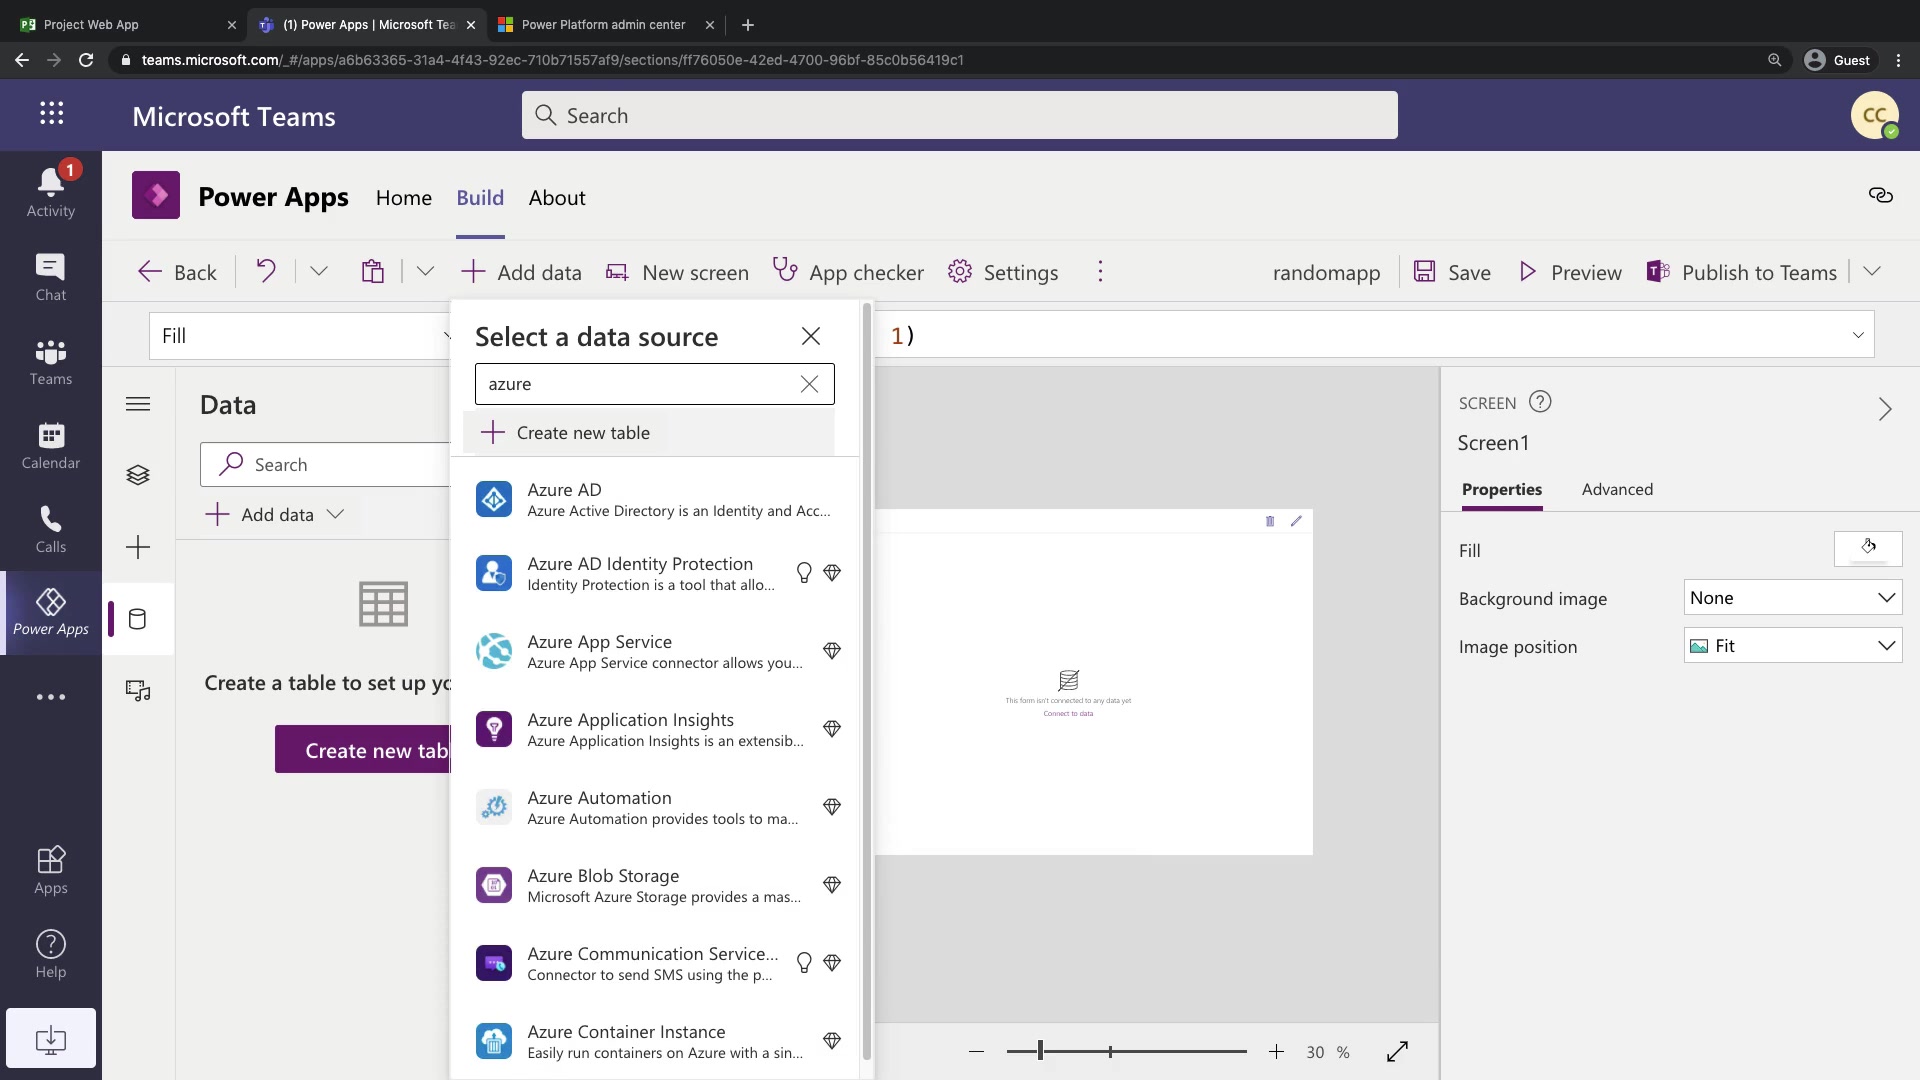 Project Web App
(1) Power Apps | Microsoft Tea
Power Platform admin center
teams.microsoft.com/_#/apps/a6b63365-31a4-4f43-92ec-710b71557af9/sections/ff76050e-42ed-4700-96bf-85c0b56419c1
Guest
Microsoft Teams
Search
CC
1
Activity
Chat
Teams
Calendar
Calls
Power Apps
Apps
Help
Power Apps
Home
Build
About
Back
Add data
New screen
App checker
Settings
randomapp
Save
Preview
Publish to Teams
Fill
1)
Data
Search
Add data
Create a table to set up yo
Create new tab
Select a data source
azure
Create new table
Azure AD
Azure Active Directory is an Identity and Acc...
Azure AD Identity Protection
Identity Protection is a tool that allo...
Azure App Service
Azure App Service connector allows you...
Azure Application Insights
Azure Application Insights is an extensib...
Azure Automation
Azure Automation provides tools to ma...
Azure Blob Storage
Microsoft Azure Storage provides a mas...
Azure Communication Service...
Connector to send SMS using the p...
Azure Container Instance
Easily run containers on Azure with a sin...
This form isn't connected to any data yet
Connect to data
30 %
SCREEN
Screen1
Properties
Advanced
Fill
Background image
None
Image position
Fit